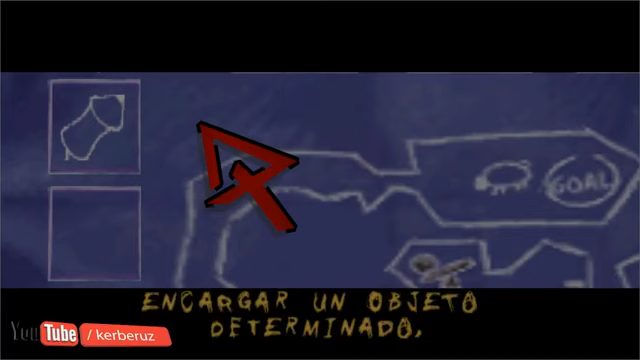 GOAL
ENCARGAR UN OBJETO
DETERMINADO.
YouTube / kerberuz